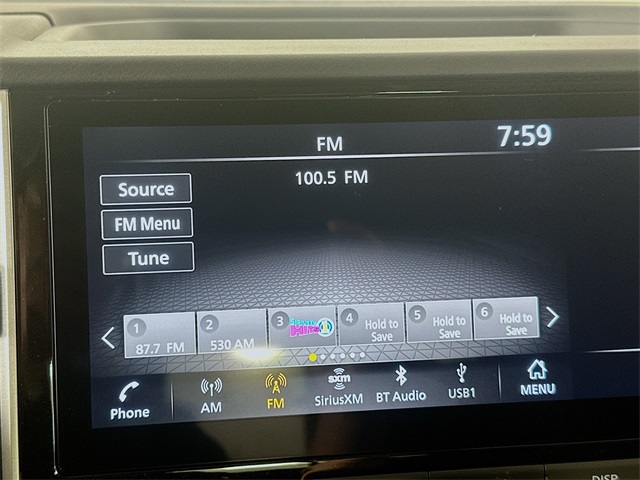 FM
7:59
100.5 FM
Source
FM Menu
Tune
1
87.7 FM
2
530 AM
3
4
Hold to
Save
5
Hold to
Save
6
Hold to
Save
Phone
AM
FM
sxm
SiriusXM
BT Audio
USB1
MENU
DISP